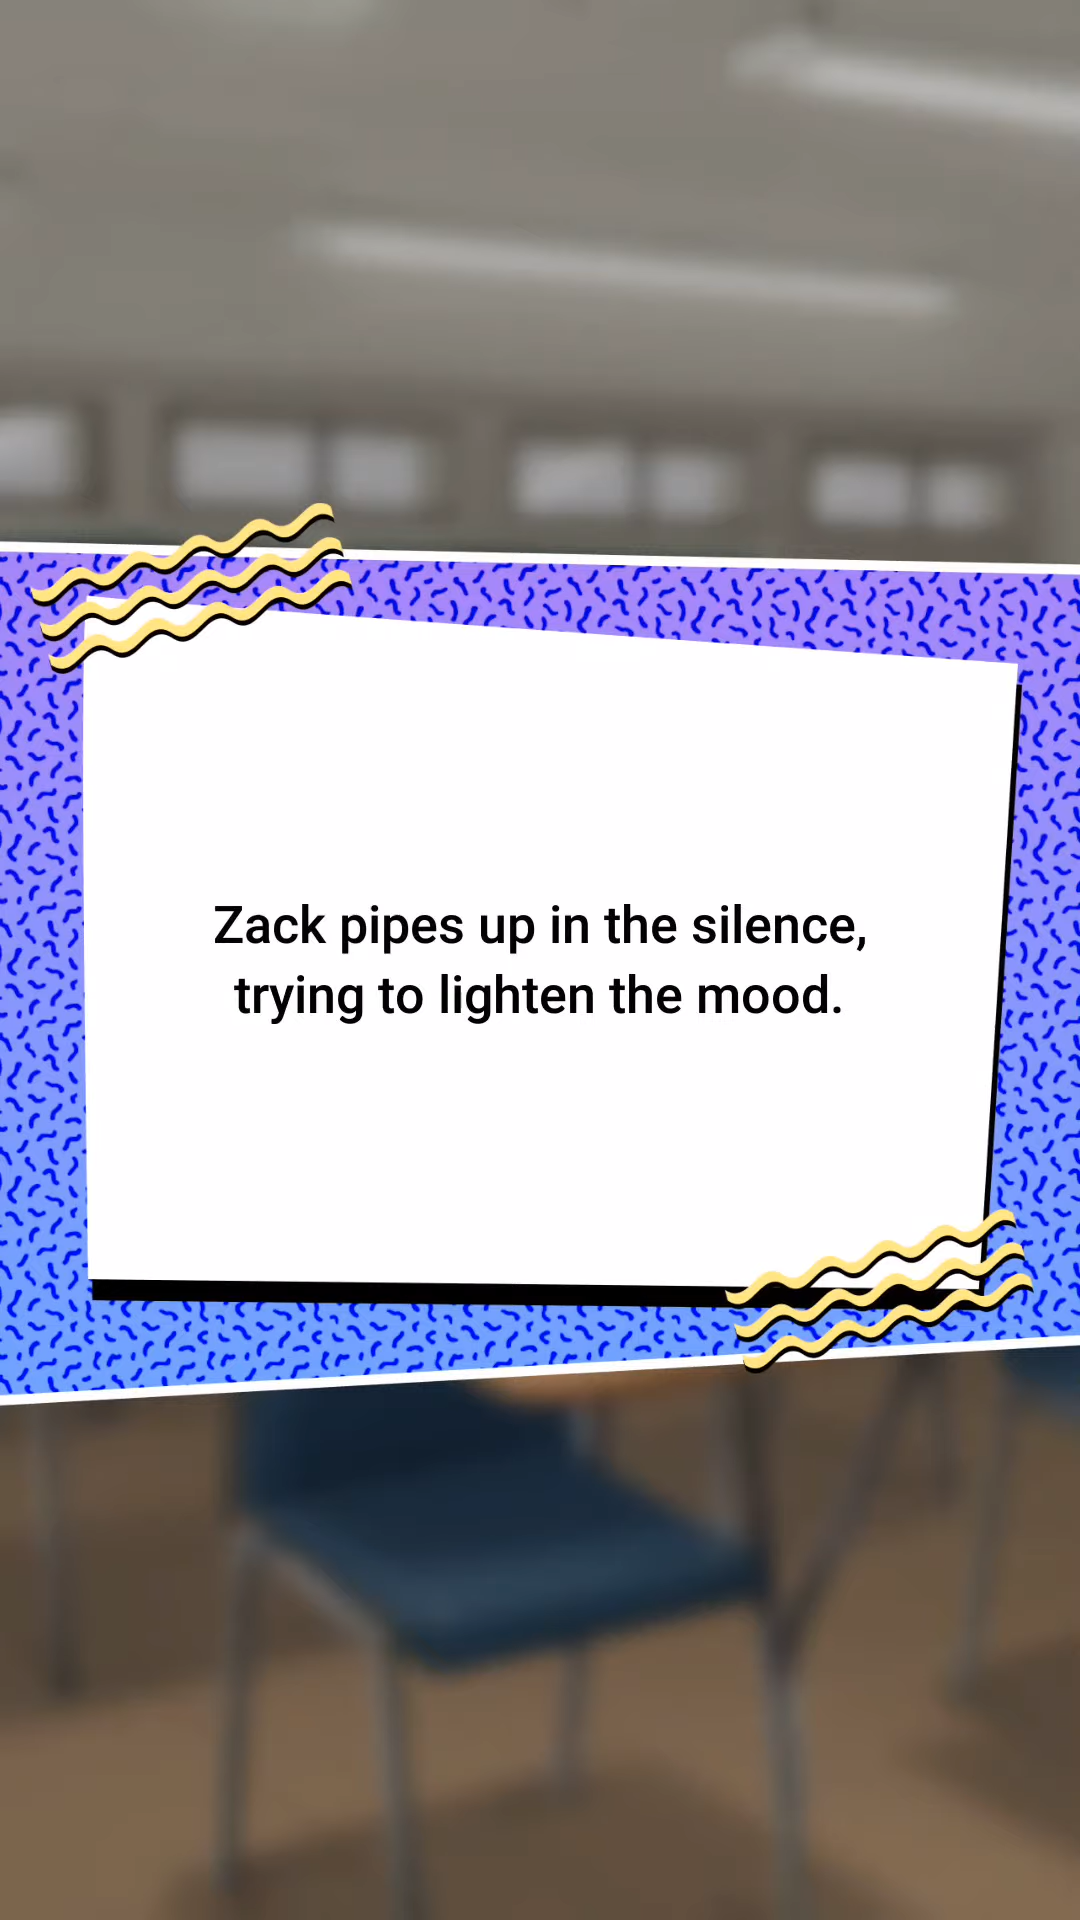 Zack pipes up in the silence,
trying to lighten the mood.